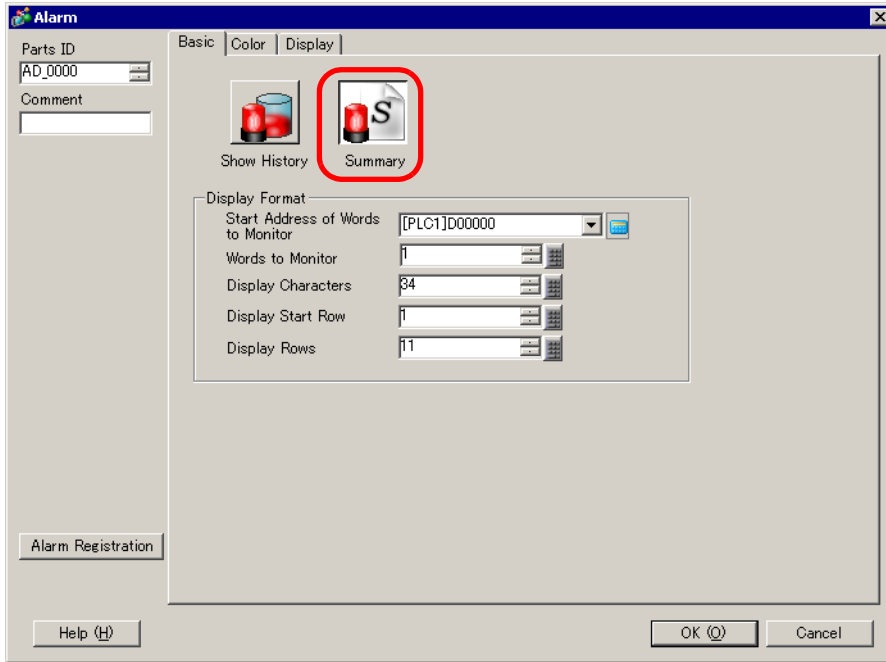 Alarm
Parts ID
AD_0000
Comment
Basic
Color
Display
Show History
S
Summary
Display Format
Start Address of Words
to Monitor
[PLC1]D00000
Words to Monitor
1
Display Characters
34
Display Start Row
1
Display Rows
11
Alarm Registration
Help (H)
OK (O)
Cancel